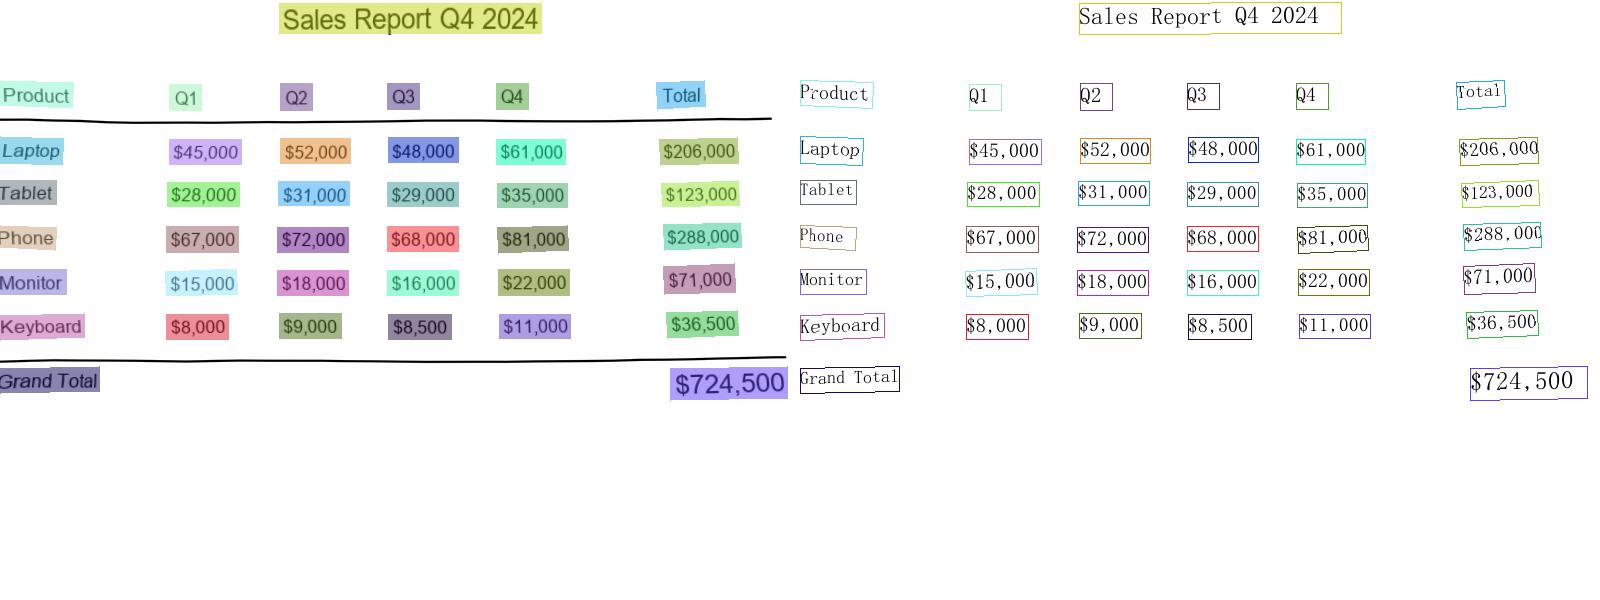 Sales Report Q4 2024
Product Q1 Q2 Q3 Q4 Total
Laptop $45,000 $52,000 $48,000 $61,000 $206,000
Tablet $28,000 $31,000 $29,000 $35,000 $123,000
Phone $67,000 $72,000 $68,000 $81,000 $288,000
Monitor $15,000 $18,000 $16,000 $22,000 $71,000
Keyboard $8,000 $9,000 $8,500 $11,000 $36,500
Grand Total $724,500
Sales Report Q4 2024
Product Q1 Q2 Q3 Q4 Total
Laptop $45,000 $52,000 $48,000 $61,000 $206,000
Tablet $28,000 $31,000 $29,000 $35,000 $123,000
Phone $67,000 $72,000 $68,000 $81,000 $288,000
Monitor $15,000 $18,000 $16,000 $22,000 $71,000
Keyboard $8,000 $9,000 $8,500 $11,000 $36,500
Grand Total $724,500